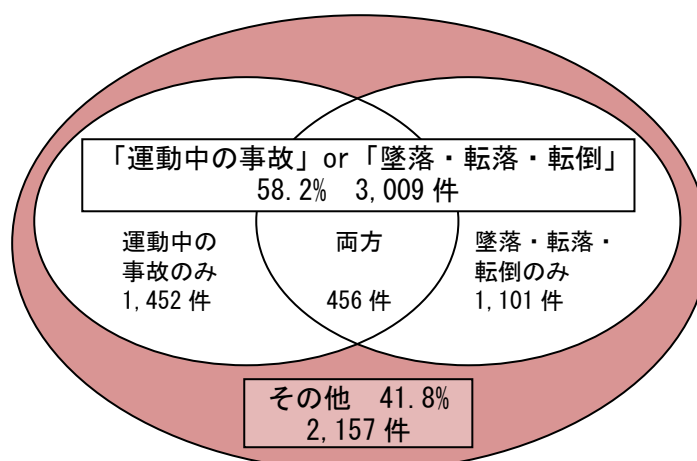 「運動中の事故」or「墜落・転落・転倒」
58.2% 3,009 件
運動中の
事故のみ
1,452 件
両方
456 件
墜落・転落・
転倒のみ
1,101 件
その他 41.8%
2,157 件